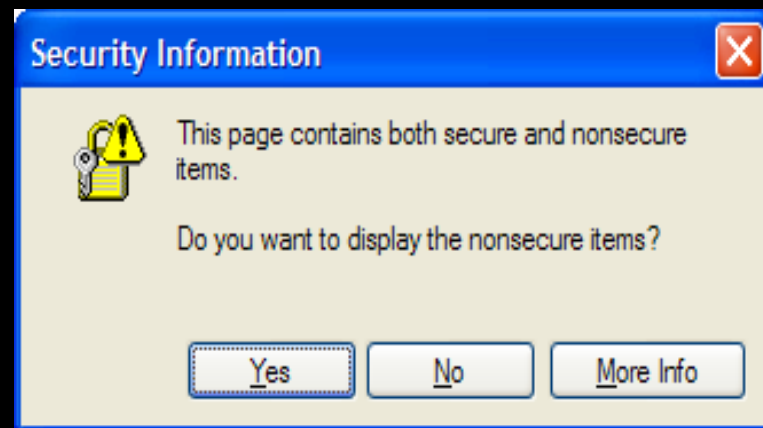 Security Information
This page contains both secure and nonsecure
items.
Do you want to display the nonsecure items?
Yes
No
More Info